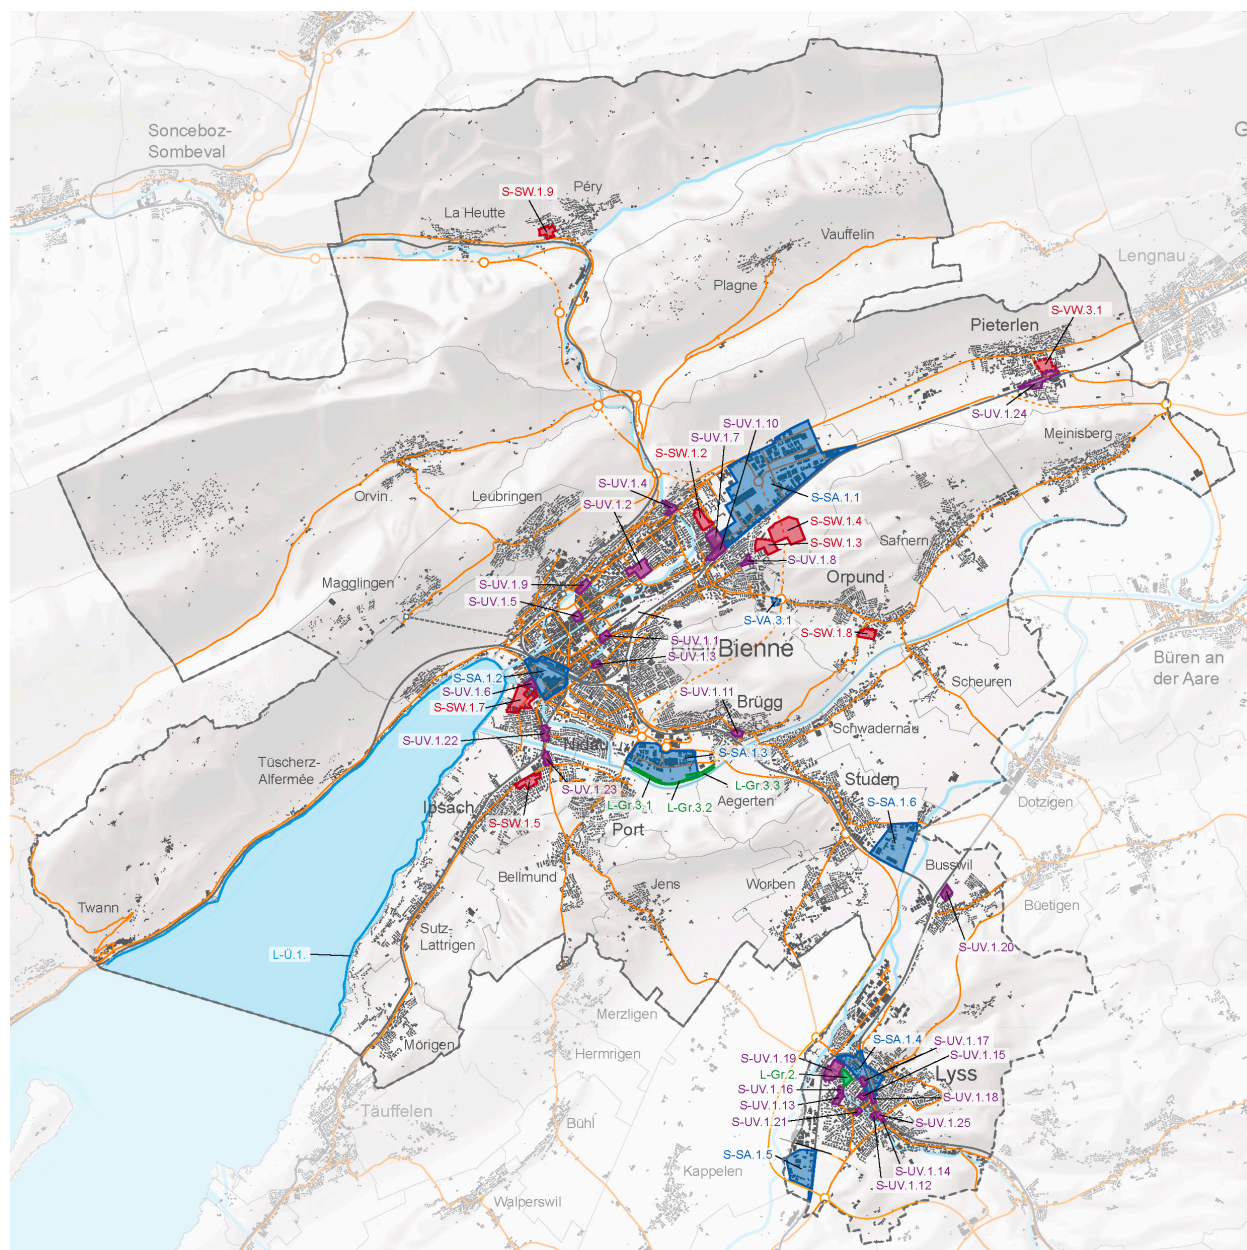 Sonceboz-
Sombeval
G
S-SW.1.9
Péry
La Heutte
Vauffelin
Lengnau
Plagne
S-VW.3.1
Pieterlen
S-UV.1.24
S-UV.1.10
S-UV.1.7
S-SW.1.2
Meinisberg
S-UV.1.4
S-UV.1.2
Orvin
Leubringen
S-SA.1.1
S-SW.1.4
S-SW.1.3
Safnern
S-UV.1.8
Magglingen
S-UV.1.9
S-UV.1.5
Orpund
S-VA.3.1
S-SW.1.8
S-UV.1.1
Biel/Bienne
S-UV.1.3
Büren an
der Aare
S-SA.1.2
S-UV.1.6
S-SW.1.7
S-UV.1.11
Brügg
Scheuren
S-UV.1.22
Nidau
Schwadernau
S-SA.1.3
Tüscherz-
Alfermée
S-UV.1.23
L-Gr.3.3
L-Gr.3.1
L-Gr.3.2
Aegerten
Studen
S-SA.1.6
Dotzigen
Ipsach
S-SW.1.5
Port
Bellmund
Jens
Worben
Busswil
Büetigen
Twann
Sutz-
Lattrigen
S-UV.1.20
L-Ü.1.
Merzligen
Mörigen
Hermrigen
S-SA.1.4
S-UV.1.17
S-UV.1.19
S-UV.1.15
L-Gr.2.
Lyss
S-UV.1.16
S-UV.1.18
S-UV.1.13
Täuffelen
Bühl
S-UV.1.21
S-UV.1.25
S-SA.1.5
Kappelen
S-UV.1.14
S-UV.1.12
Walperswil